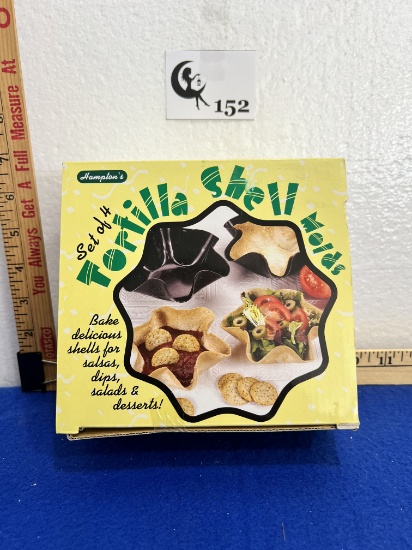 152
Hampton's
Set of 4
Tortilla Shell Molds
Bake
delicious
shells for
salsas,
dips,
salads &
desserts!
You Always Get A Full Measure At